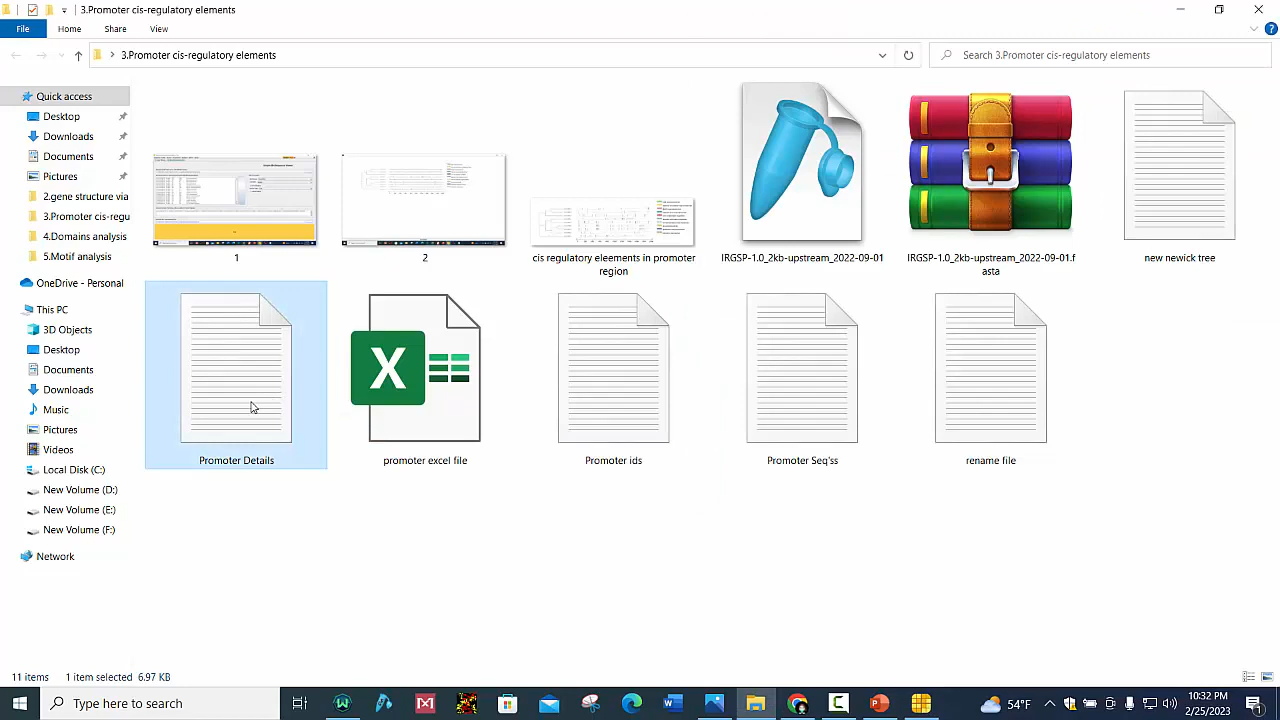 3.Promoter cis-regulatory elements
File
Home
Share
View
3.Promoter cis-regulatory elements
Search 3.Promoter cis-regulatory elements
Quick access
Desktop
Downloads
Documents
Pictures
2.gene structure via
3.Promoter cis-regu
4.Domains analysis
5.Motif analysis
OneDrive - Personal
This PC
3D Objects
Desktop
Documents
Downloads
Music
Pictures
Videos
Local Disk (C:)
New Volume (D:)
New Volume (E:)
New Volume (F:)
Network
1
2
cis regulatory eleements in promoter
region
IRGSP-1.0_2kb-upstream_2022-09-01
IRGSP-1.0_2kb-upstream_2022-09-01.f
asta
new newick tree
Promoter Details
promoter excel file
Promoter ids
Promoter Seq'ss
rename file
11 items
1 item selected
6.97 KB
Type here to search
54°F
10:32 PM
2/25/2023